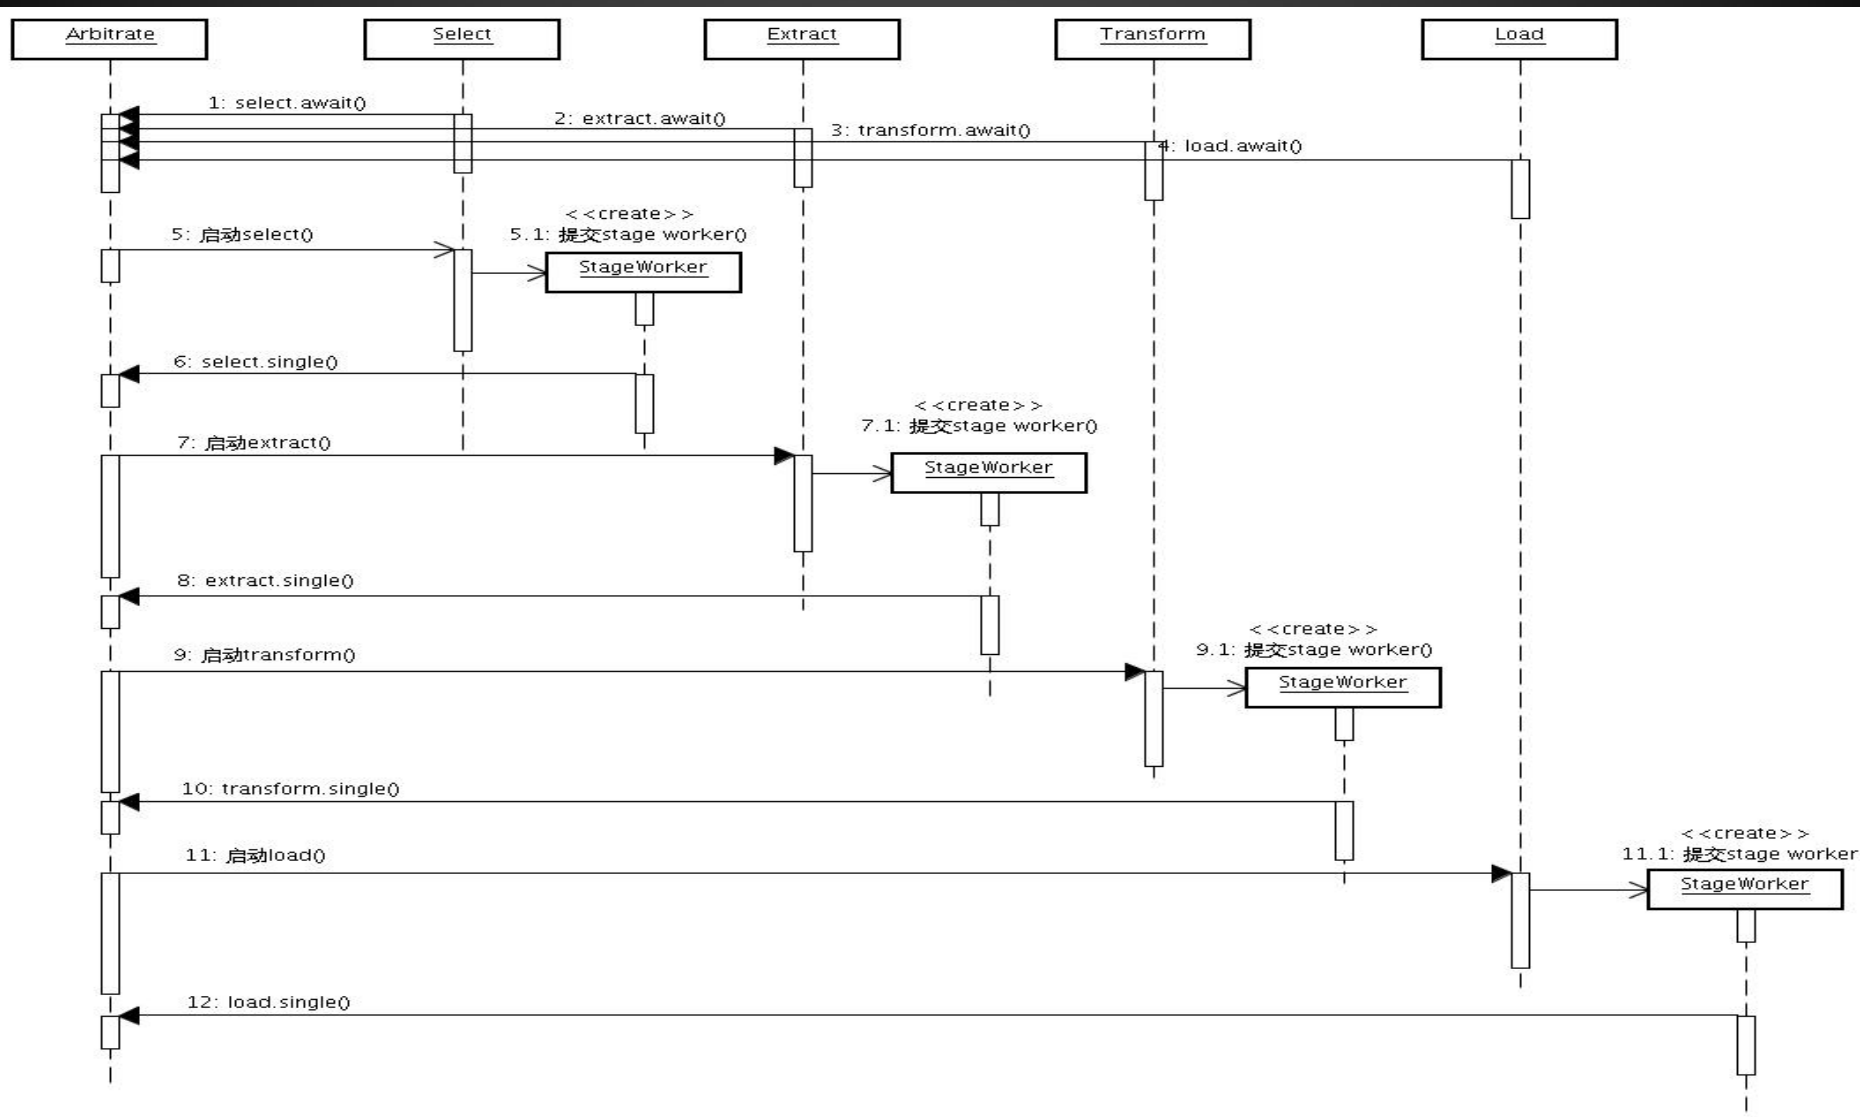 Arbitrate
Select
Extract
Transform
Load
1: select.await()
2: extract.await()
3: transform.await()
4: load.await()
<<create>>
5: 启动select()
5.1: 提交stage worker()
StageWorker
6: select.single()
<<create>>
7: 启动extract()
7.1: 提交stage worker()
StageWorker
8: extract.single()
<<create>>
9: 启动transform()
9.1: 提交stage worker()
StageWorker
10: transform.single()
<<create>>
11: 启动load()
11.1: 提交stage worker
StageWorker
12: load.single()